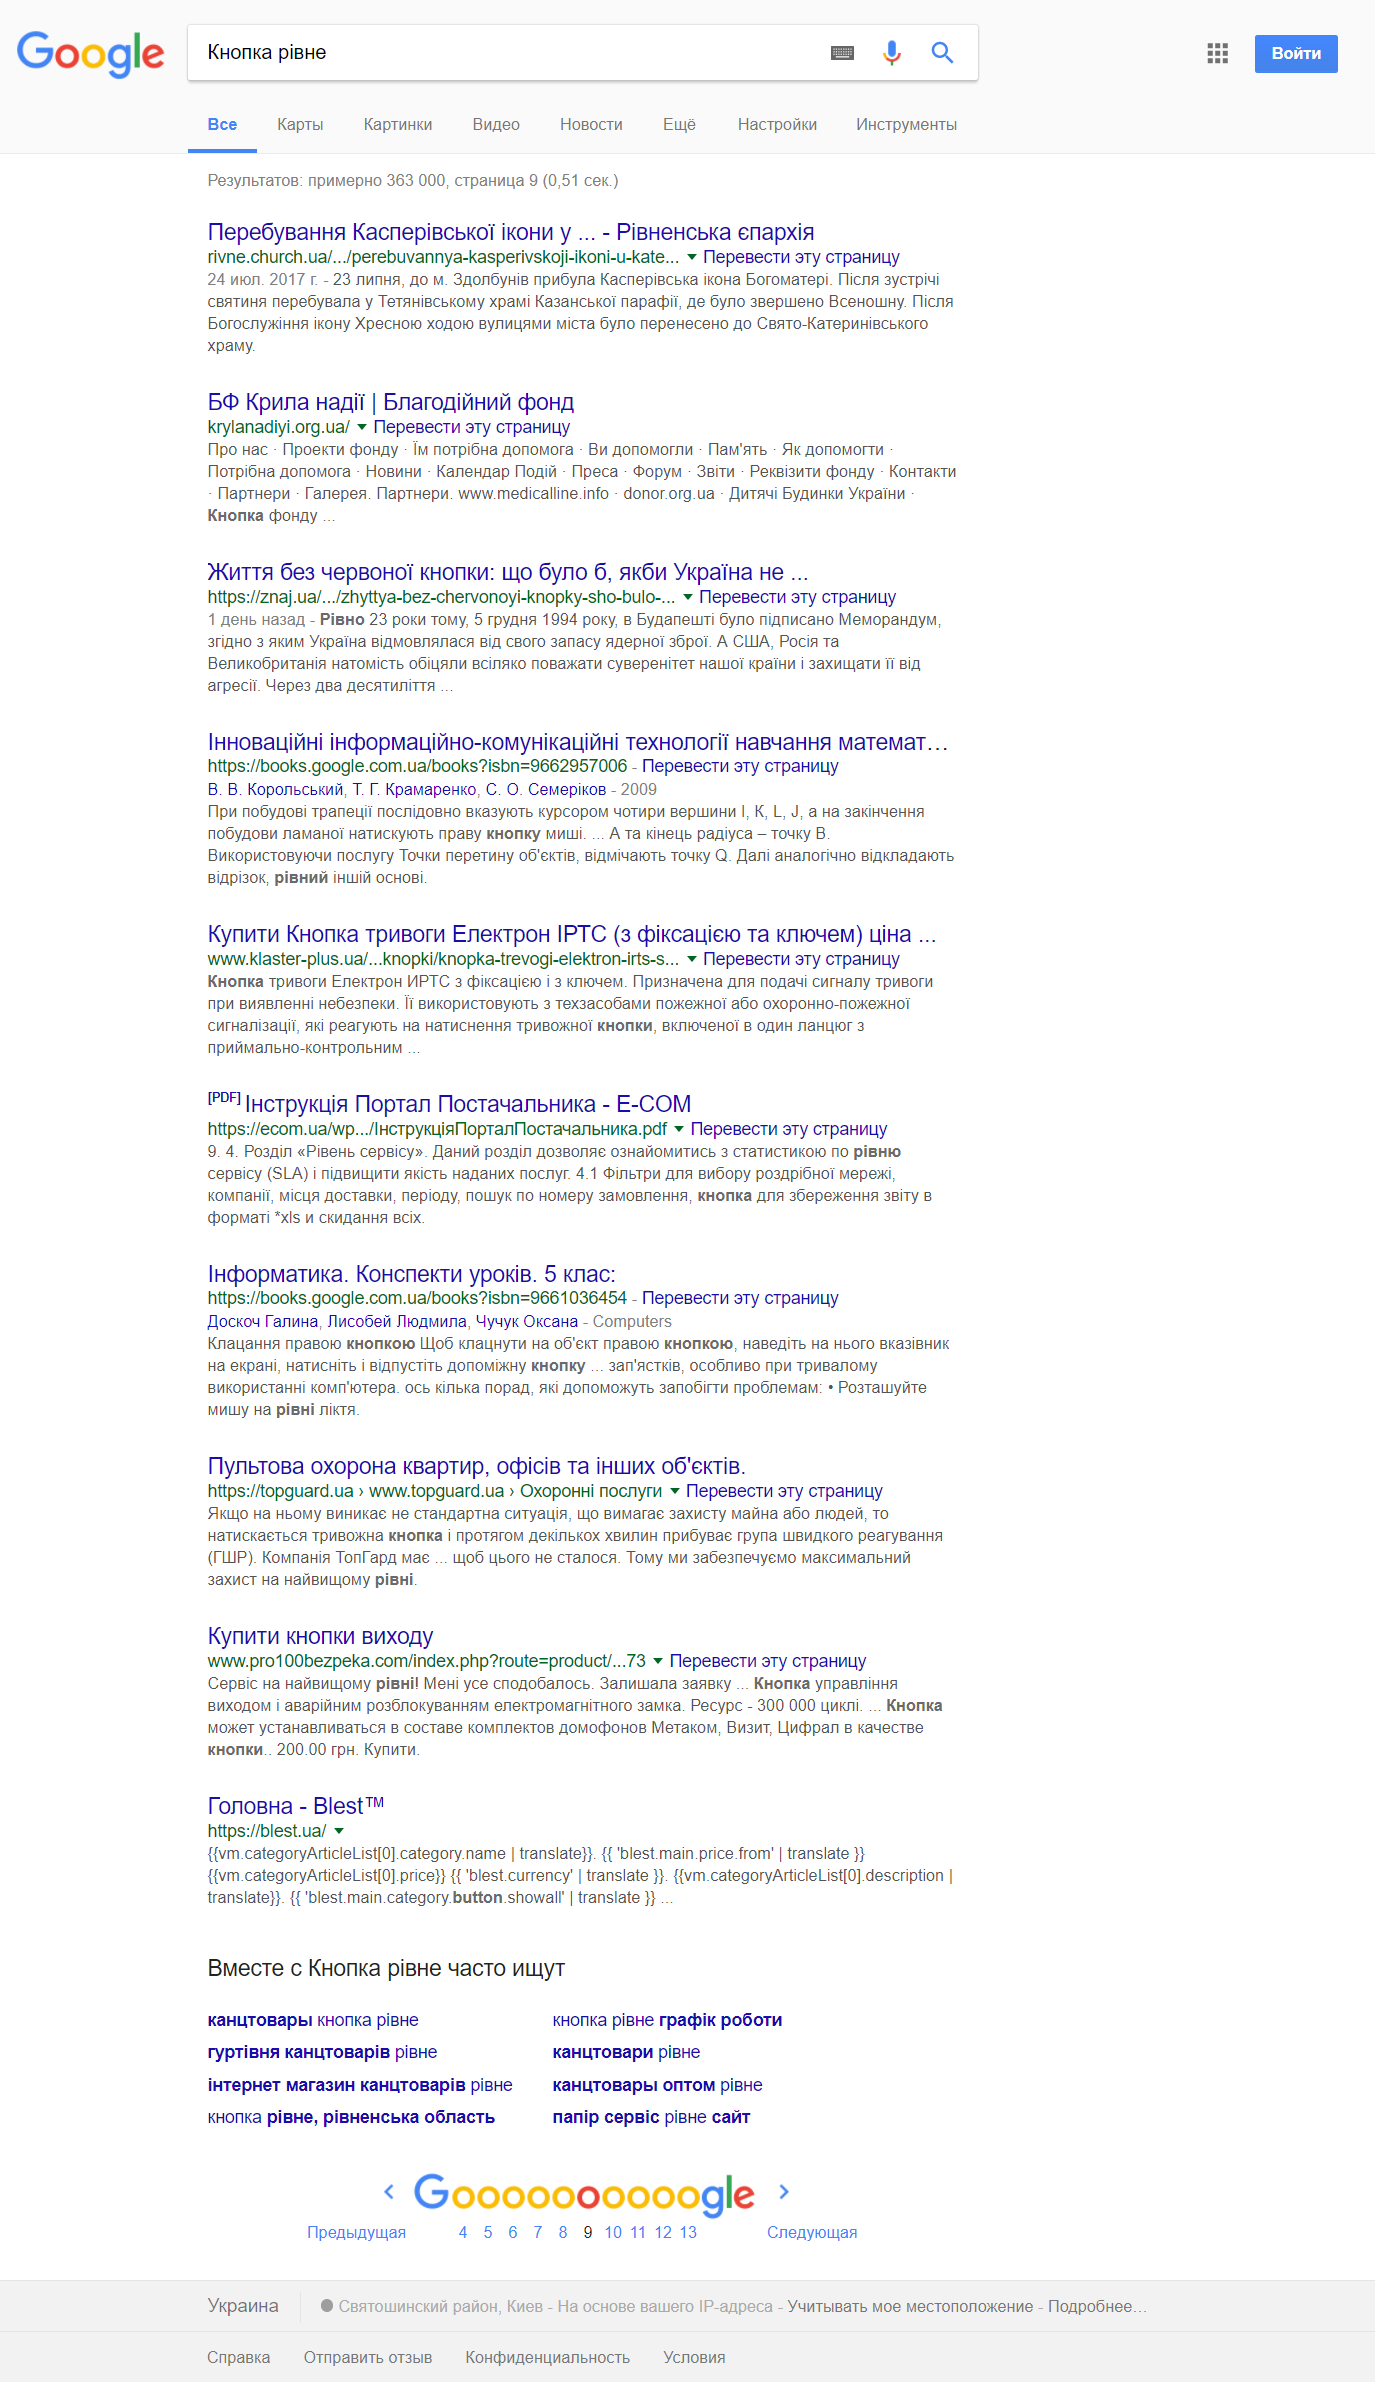 Google
Кнопка рівне
Войти
Все Карты Картинки Видео Новости Ещё Настройки Инструменты
Результатов: примерно 363 000, страница 9 (0,51 сек.)
Перебування Касперівської ікони у ... - Рівненська єпархія
rivne.church.ua/.../perebuvannya-kasperivskoji-ikoni-u-kate... Перевести эту страницу
24 июл. 2017 г. - 23 липня, до м. Здолбунів прибула Касперівська ікона Богоматері. Після зустрічі
святиня перебувала у Тетянівському храмі Казанської парафії, де було звершено Всеношну. Після
Богослужіння ікону Хресною ходою вулицями міста було перенесено до Свято-Катеринівського
храму.
БФ Крила надії | Благодійний фонд
krylanadiyi.org.ua/ Перевести эту страницу
Про нас · Проекти фонду · Їм потрібна допомога · Ви допомогли · Пам'ять · Як допомогти ·
Потрібна допомога · Новини · Календар Подій · Преса · Форум · Звіти · Реквізити фонду · Контакти
· Партнери · Галерея. Партнери. www.medicalline.info · donor.org.ua · Дитячі Будинки України ·
Кнопка фонду ...
Життя без червоної кнопки: що було б, якби Україна не ...
https://znaj.ua/.../zhyttya-bez-chervonoyi-knopky-sho-bulo-... Перевести эту страницу
1 день назад - Рівно 23 роки тому, 5 грудня 1994 року, в Будапешті було підписано Меморандум,
згідно з яким Україна відмовлялася від свого запасу ядерної зброї. А США, Росія та
Великобританія натомість обіцяли всіляко поважати суверенітет нашої країни і захищати її від
агресії. Через два десятиліття ...
Інноваційні інформаційно-комунікаційні технології навчання математ...
https://books.google.com.ua/books?isbn=9662957006 - Перевести эту страницу
В. В. Корольський, Т. Г. Крамаренко, С. О. Семеріков - 2009
При побудові трапеції послідовно вказують курсором чотири вершини I, K, L, J, а на закінчення
побудови ламаної натискують праву кнопку миші. ... А та кінець радіуса – точку В.
Використовуючи послугу Точки перетину об'єктів, відмічають точку Q. Далі аналогічно відкладають
відрізок, рівний іншій основі.
Купити Кнопка тривоги Електрон ІРТС (з фіксацією та ключем) ціна ...
www.klaster-plus.ua/...knopki/knopka-trevogi-elektron-irts-s... Перевести эту страницу
Кнопка тривоги Електрон ИРТС з фіксацією і з ключем. Призначена для подачі сигналу тривоги
при виявленні небезпеки. Її використовують з техзасобами пожежної або охоронно-пожежної
сигналізації, які реагують на натиснення тривожної кнопки, включеної в один ланцюг з
приймально-контрольним ...
[PDF] Інструкція Портал Постачальника - E-COM
https://ecom.ua/wp.../ІнструкціяПорталПостачальника.pdf Перевести эту страницу
9. 4. Розділ «Рівень сервісу». Даний розділ дозволяє ознайомитись з статистикою по рівню
сервісу (SLA) і підвищити якість наданих послуг. 4.1 Фільтри для вибору роздрібної мережі,
компанії, місця доставки, періоду, пошук по номеру замовлення, кнопка для збереження звіту в
форматі *xls и скидання всіх.
Інформатика. Конспекти уроків. 5 клас:
https://books.google.com.ua/books?isbn=9661036454 - Перевести эту страницу
Доскоч Галина, Лисобей Людмила, Чучук Оксана - Computers
Клацання правою кнопкою Щоб клацнути на об'єкт правою кнопкою, наведіть на нього вказівник
на екрані, натисніть і відпустіть допоміжну кнопку ... зап'ястків, особливо при тривалому
використанні комп'ютера. ось кілька порад, які допоможуть запобігти проблемам: • Розташуйте
мишу на рівні ліктя.
Пультова охорона квартир, офісів та інших об'єктів.
https://topguard.ua › www.topguard.ua › Охоронні послуги Перевести эту страницу
Якщо на ньому виникає не стандартна ситуація, що вимагає захисту майна або людей, то
натискається тривожна кнопка і протягом декількох хвилин прибуває група швидкого реагування
(ГШР). Компанія ТопГард має ... щоб цього не сталося. Тому ми забезпечуємо максимальний
захист на найвищому рівні.
Купити кнопки виходу
www.pro100bezpeka.com/index.php?route=product/...73 Перевести эту страницу
Сервіс на найвищому рівні! Мені усе сподобалось. Залишала заявку ... Кнопка управління
виходом і аварійним розблокуванням електромагнітного замка. Ресурс - 300 000 циклі. ... Кнопка
может устанавливаться в составе комплектов домофонов Метаком, Визит, Цифрал в качестве
кнопки.. 200.00 грн. Купити.
Головна - Blest™
https://blest.ua/
{{vm.categoryArticleList[0].category.name | translate}}. {{ 'blest.main.price.from' | translate }}
{{vm.categoryArticleList[0].price}} {{ 'blest.currency' | translate }}. {{vm.categoryArticleList[0].description |
translate}}. {{ 'blest.main.category.button.showall' | translate }} ...
Вместе с Кнопка рівне часто ищут
канцтовары кнопка рівне кнопка рівне графік роботи
гуртівня канцтоварів рівне канцтовари рівне
інтернет магазин канцтоварів рівне канцтовары оптом рівне
кнопка рівне, рівненська область папір сервіс рівне сайт
Goooooooooogle
Предыдущая 4 5 6 7 8 9 10 11 12 13 Следующая
Украина Святошинский район, Киев - На основе вашего IP-адреса - Учитывать мое местоположение - Подробнее...
Справка Отправить отзыв Конфиденциальность Условия